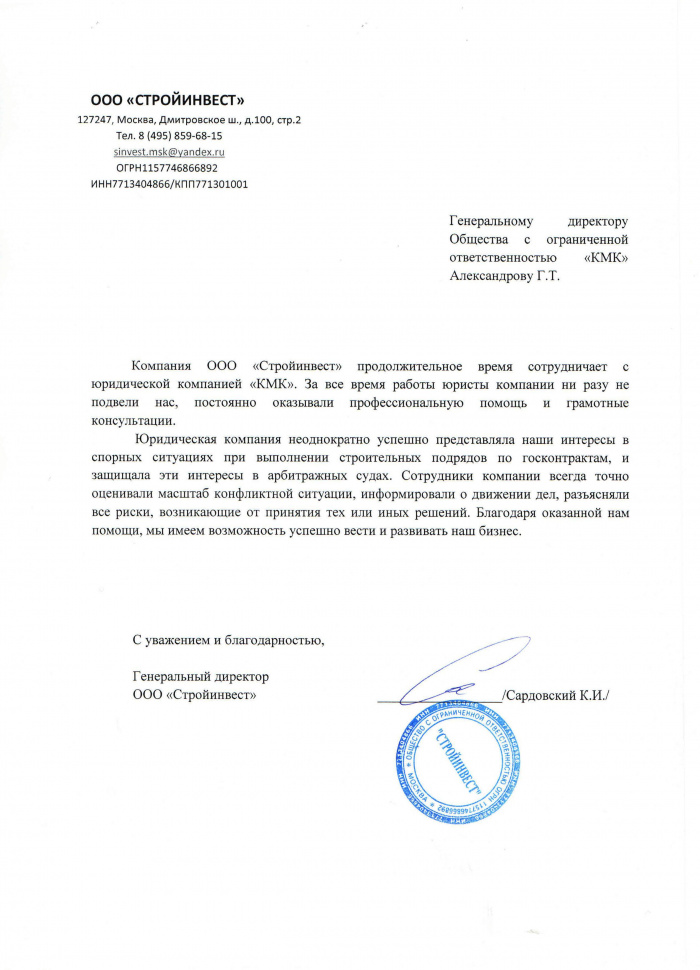 ООО «СТРОЙИНВЕСТ»
127247, Москва, Дмитровское ш., д.100, стр.2
Тел. 8 (495) 859-68-15
sinvest.msk@yandex.ru
ОГРН1157746866892
ИНН7713404866/КПП771301001
Генеральному директору
Общества с ограниченной
ответственностью «КМК»
Александрову Г.Т.
Компания ООО «Стройинвест» продолжительное время сотрудничает с
юридической компанией «КМК». За все время работы юристы компании ни разу не
подвели нас, постоянно оказывали профессиональную помощь и грамотные
консультации.
Юридическая компания неоднократно успешно представляла наши интересы в
спорных ситуациях при выполнении строительных подрядов по госконтрактам, и
защищала эти интересы в арбитражных судах. Сотрудники компании всегда точно
оценивали масштаб конфликтной ситуации, информировали о движении дел, разъясняли
все риски, возникающие от принятия тех или иных решений. Благодаря оказанной нам
помощи, мы имеем возможность успешно вести и развивать наш бизнес.
С уважением и благодарностью,
Генеральный директор
ООО «Стройинвест»
/Сардовский К.И./
ОБЩЕСТВО С ОГРАНИЧЕННОЙ ОТВЕТСТВЕННОСТЬЮ ОГРН 1157746866892
"СТРОЙИНВЕСТ"
МОСКВА